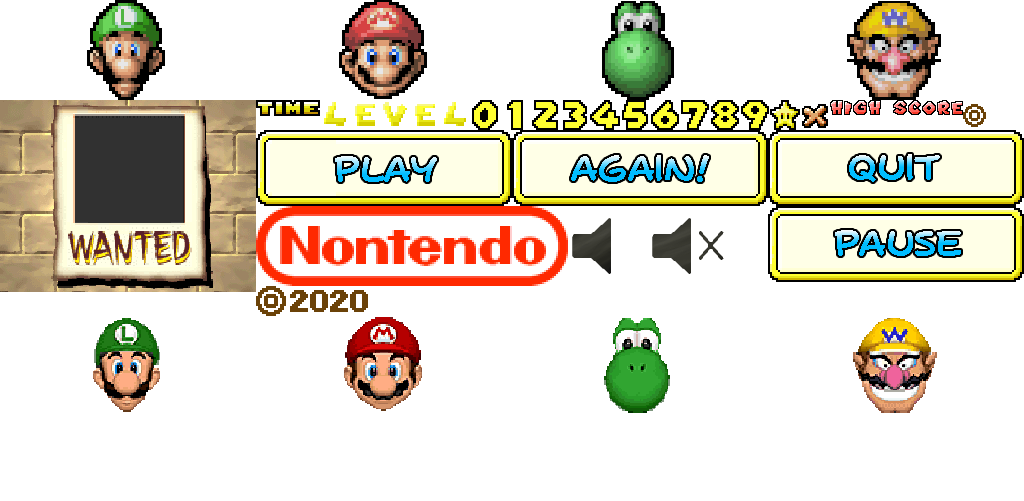 L M W
TIME LEVEL 0123456789 HIGH SCORE ©
PLAY AGAIN! QUIT
WANTED Nontendo PAUSE
©2020
L M W